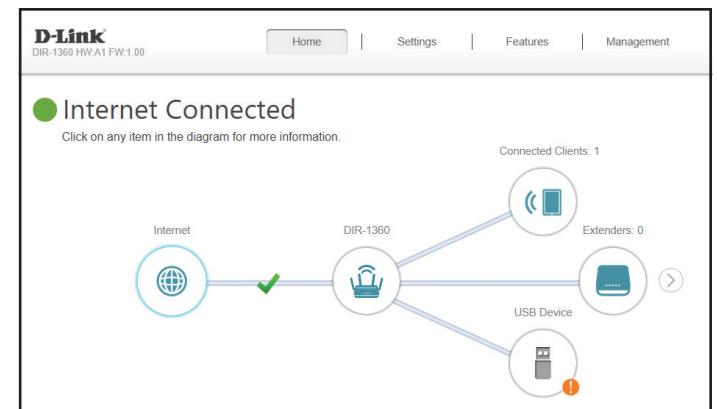 D-Link
DIR-1360 HW:A1 FW:1.00
Home
Settings
Features
Management
Internet Connected
Click on any item in the diagram for more information.
Connected Clients: 1
Internet
DIR-1360
Extenders: 0
USB Device